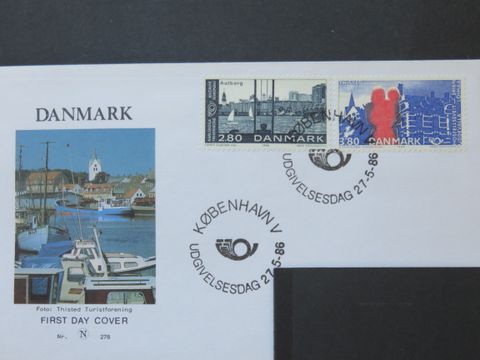 DANMARK
Foto: Thisted Turistforening
FIRST DAY COVER
Nr. N 278
Aalborg
2.80 DANMARK
3.80 DANMARK
KØBENHAVN V
UDGIVELSESDAG 27-5-86
KØBENHAVN V
UDGIVELSESDAG 27-5-86